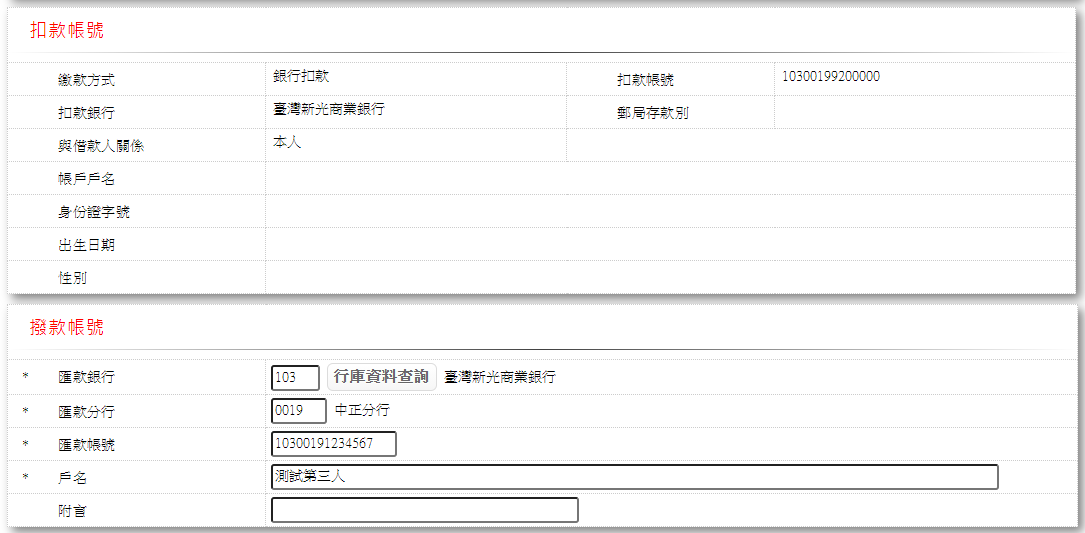 扣款帳號
繳款方式 銀行扣款 扣款帳號 10300199200000
扣款銀行 臺灣新光商業銀行 郵局存款別
與借款人關係 本人
帳戶戶名
身份證字號
出生日期
性別
撥款帳號
* 匯款銀行 103 行庫資料查詢 臺灣新光商業銀行
* 匯款分行 0019 中正分行
* 匯款帳號 10300191234567
* 戶名 測試第三人
附言